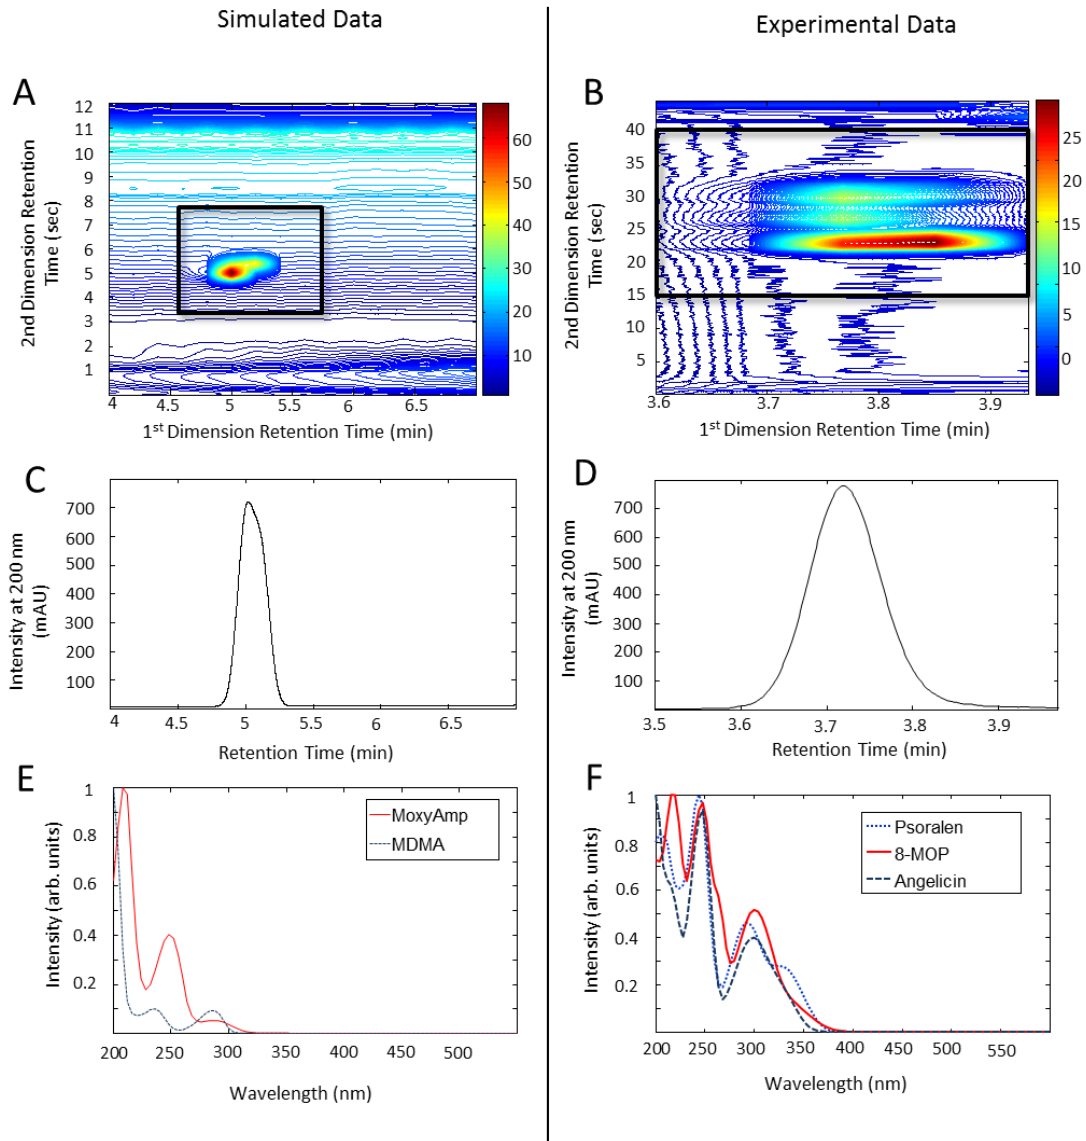 Simulated Data
Experimental Data
A
2nd Dimension Retention
Time (sec)
12
11
10
9
8
7
6
5
4
3
2
1
4 4.5 5 5.5 6 6.5
1st Dimension Retention Time (min)
60
50
40
30
20
10
B
2nd Dimension Retention
Time (sec)
40
35
30
25
20
15
10
5
3.6 3.7 3.8 3.9
1st Dimension Retention Time (min)
25
20
15
10
5
0
C
Intensity at 200 nm
(mAU)
700
600
500
400
300
200
100
4 4.5 5 5.5 6 6.5
Retention Time (min)
D
Intensity at 200 nm
(mAU)
700
600
500
400
300
200
100
3.5 3.6 3.7 3.8 3.9
Retention Time (min)
E
Intensity (arb. units)
1
0.8
0.6
0.4
0.2
MoxyAmp
MDMA
200 250 300 350 400 450 500
Wavelength (nm)
F
Intensity (arb. units)
1
0.8
0.6
0.4
0.2
Psoralen
8-MOP
Angelicin
200 250 300 350 400 450 500 550
Wavelength (nm)